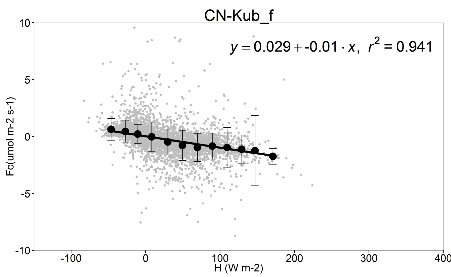 CN-Kub_f
y = 0.029 + -0.01 · x, r² = 0.941
10
5
0
-5
-10
Fc(umol m-2 s-1)
-100 0 100 200 300 400
H (W m-2)